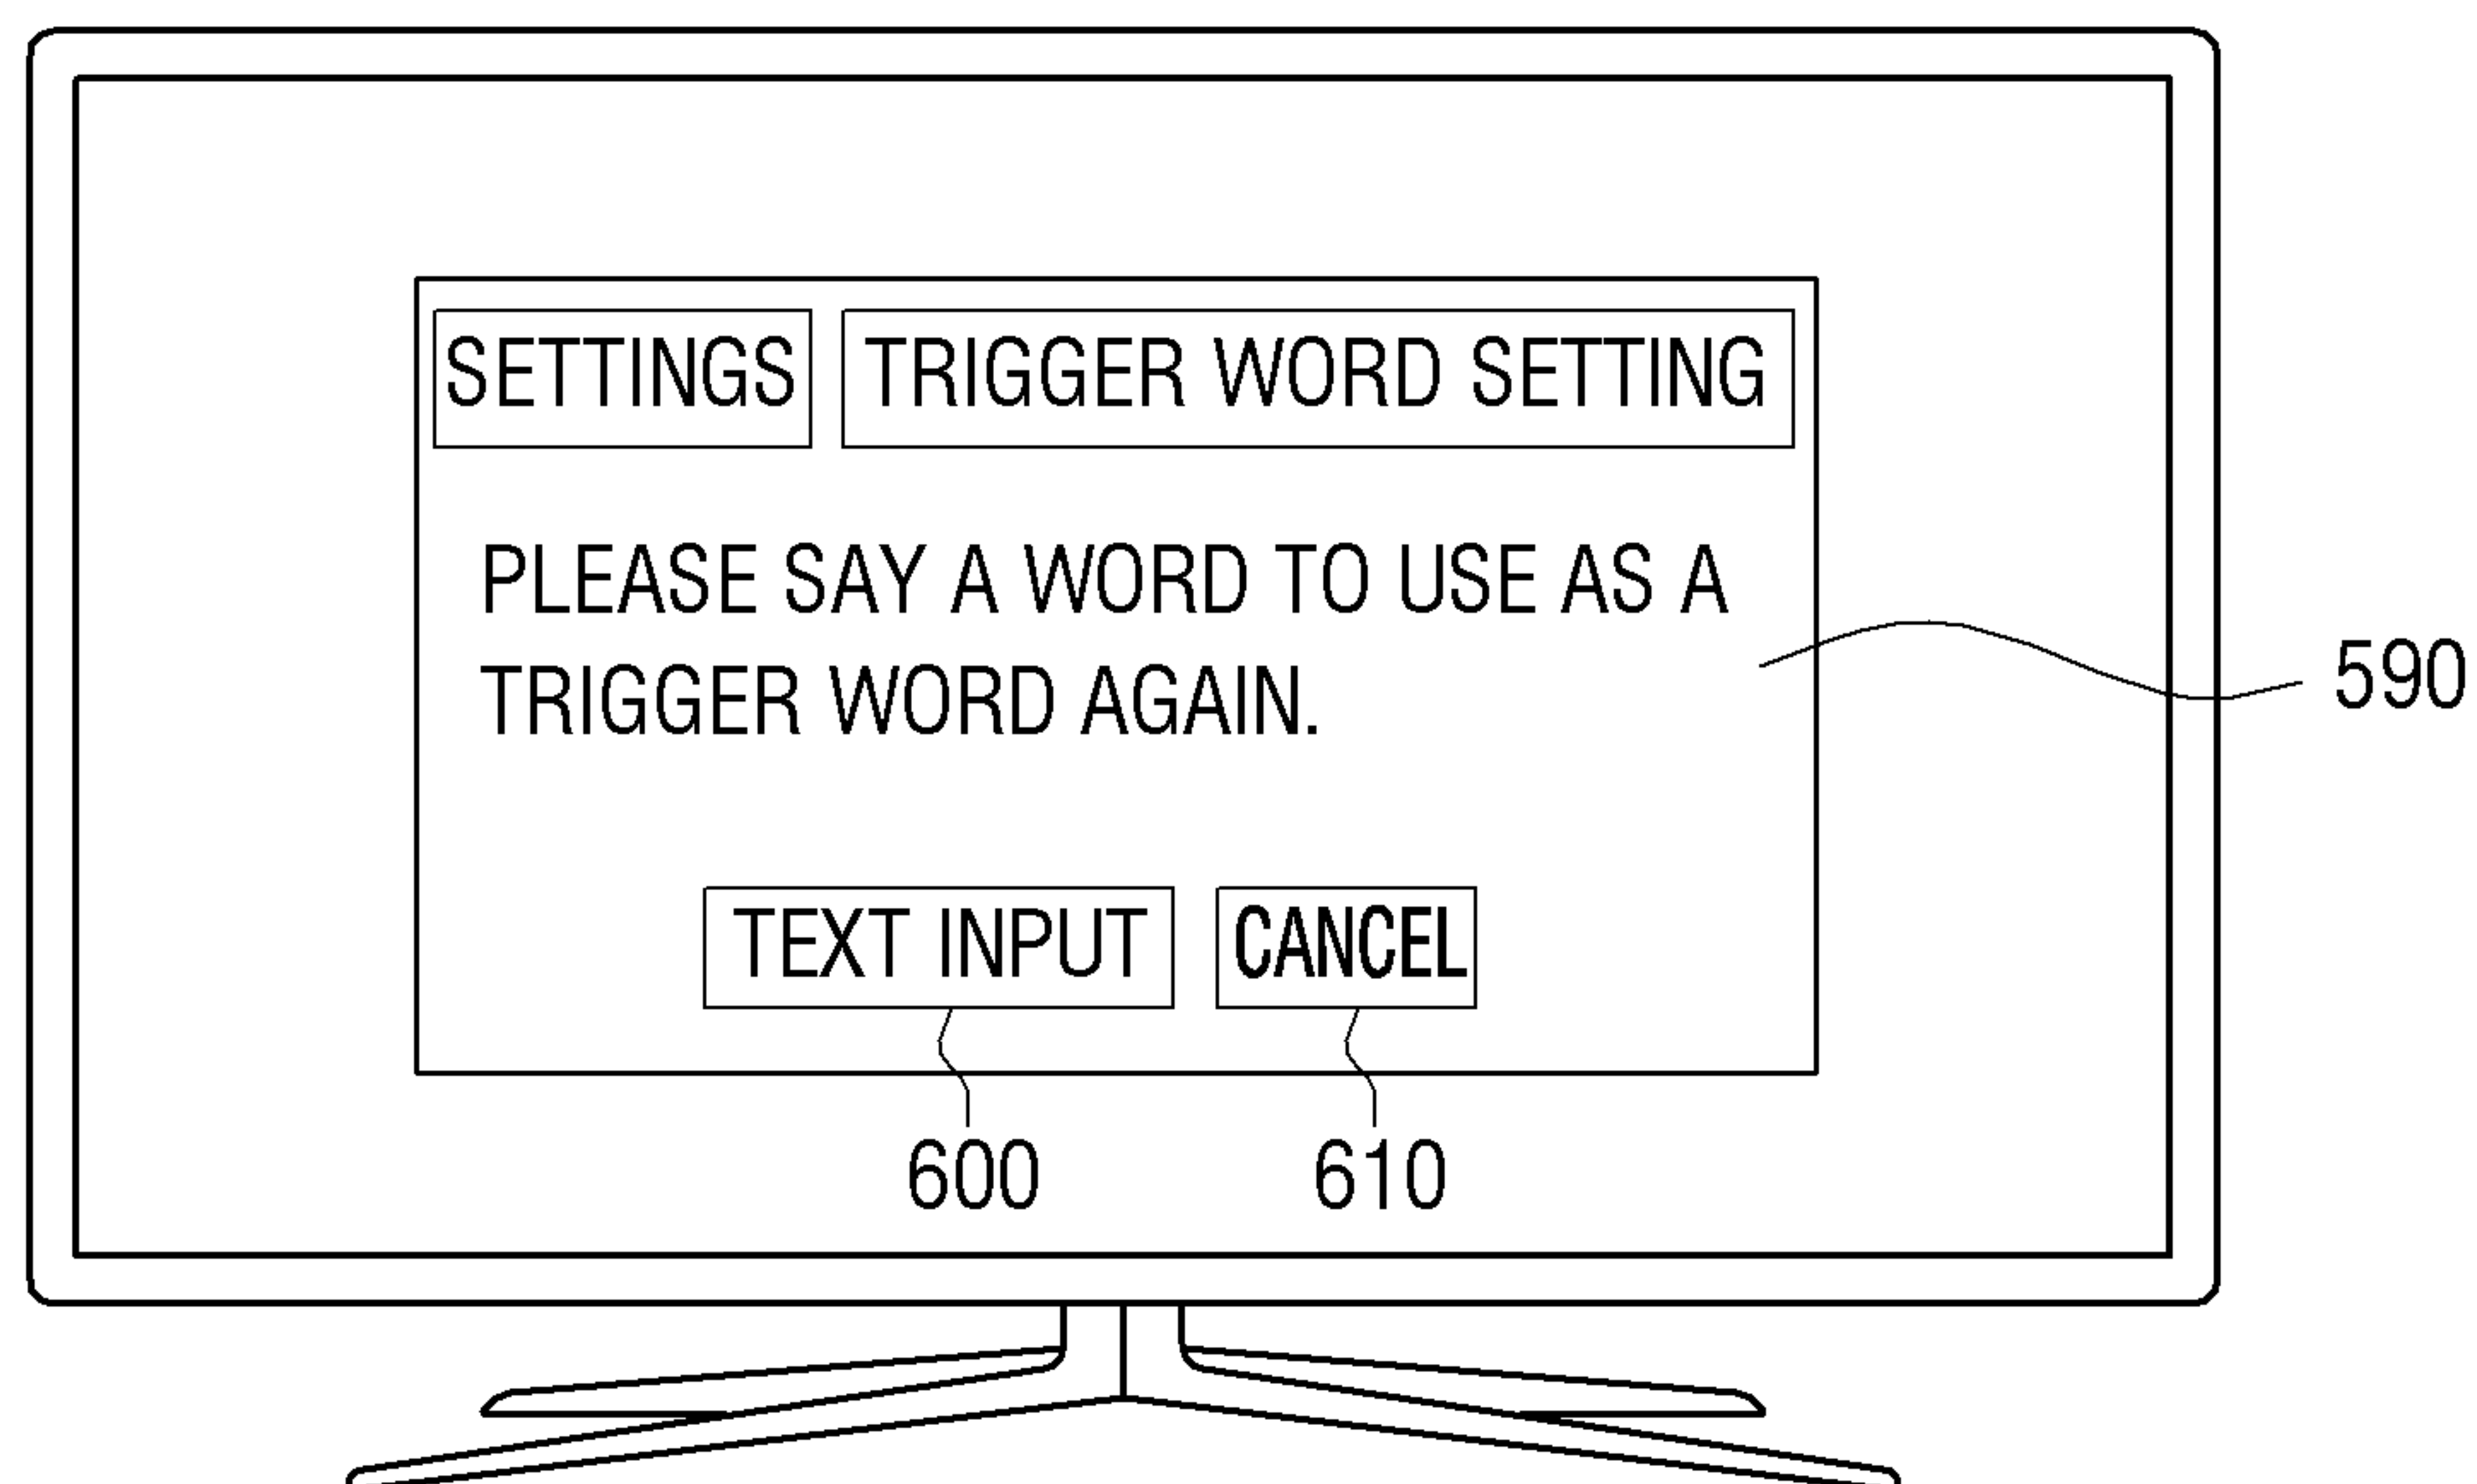 SETTINGS TRIGGER WORD SETTING
PLEASE SAY A WORD TO USE AS A
TRIGGER WORD AGAIN.
590
TEXT INPUT CANCEL
600 610